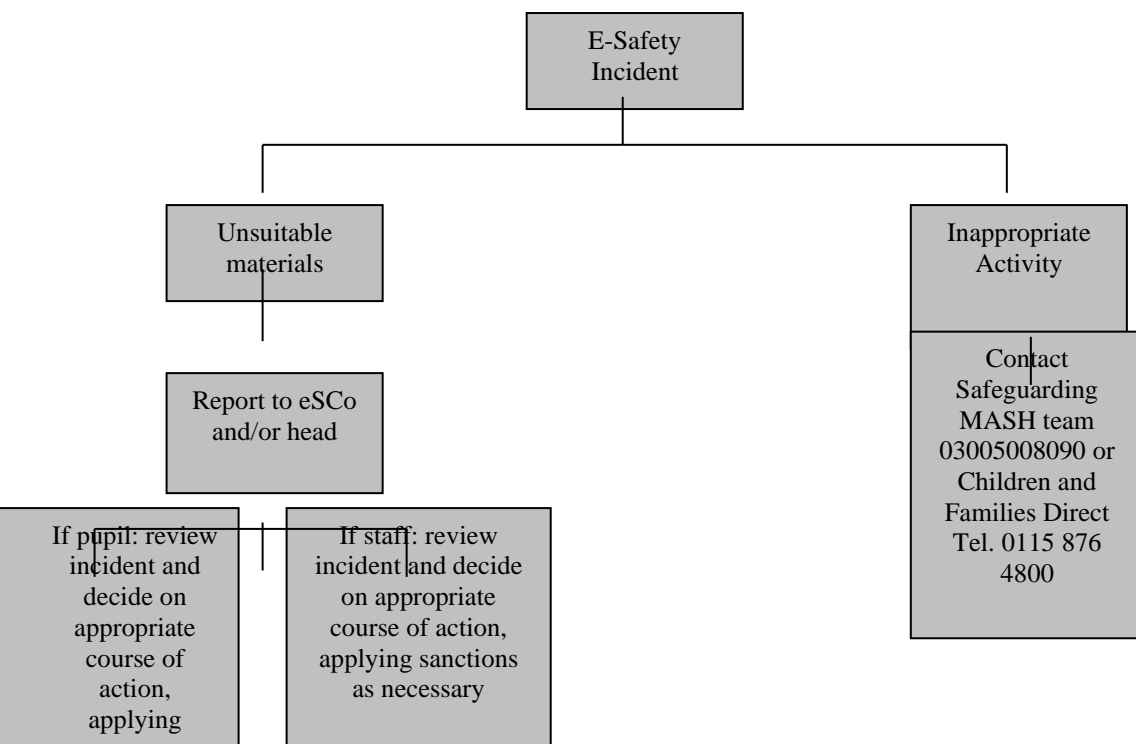 E-Safety
Incident
Unsuitable
materials
Inappropriate
Activity
Report to eSCo
and/or head
Contact
Safeguarding
MASH team
03005008090 or
Children and
Families Direct
Tel. 0115 876
4800
If pupil: review
incident and
decide on
appropriate
course of
action,
applying
If staff: review
incident and decide
on appropriate
course of action,
applying sanctions
as necessary